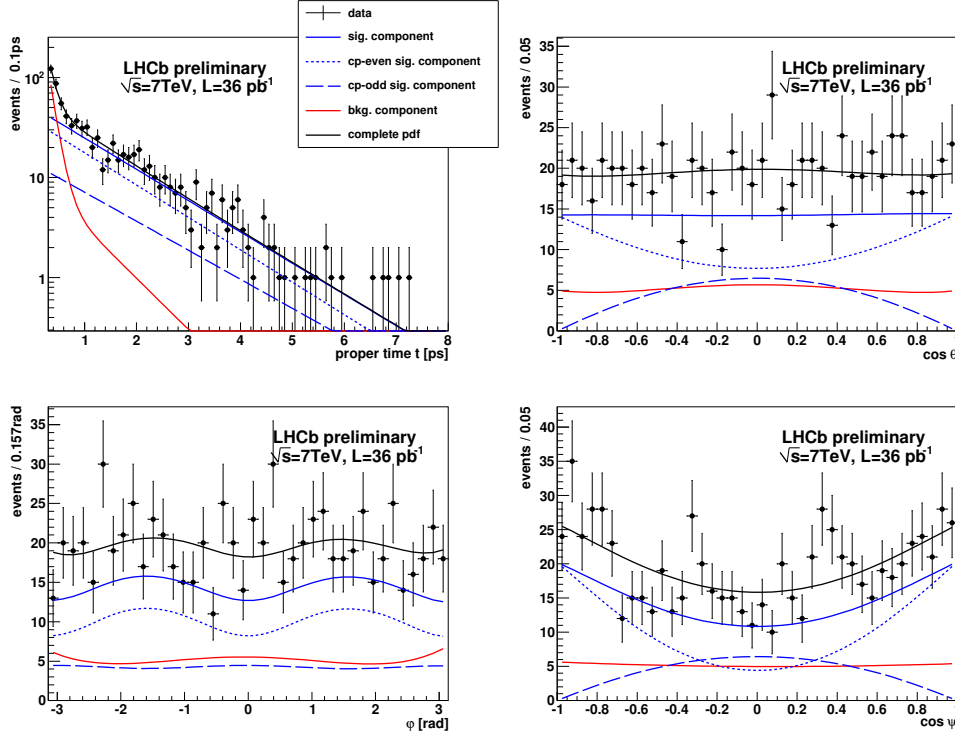 data
sig. component
cp-even sig. component
cp-odd sig. component
bkg. component
complete pdf
events / 0.1ps
LHCb preliminary
√s=7TeV, L=36 pb-1
10²
10
1
1 2 3 4 5 6 7 8
proper time t [ps]
events / 0.05
LHCb preliminary
√s=7TeV, L=36 pb-1
35
30
25
20
15
10
5
0
-1 -0.8 -0.6 -0.4 -0.2 0 0.2 0.4 0.6 0.8 1
cos θ
events / 0.157rad
LHCb preliminary
√s=7TeV, L=36 pb-1
35
30
25
20
15
10
5
0
-3 -2 -1 0 1 2 3
φ [rad]
events / 0.05
LHCb preliminary
√s=7TeV, L=36 pb-1
40
35
30
25
20
15
10
5
0
-1 -0.8 -0.6 -0.4 -0.2 0 0.2 0.4 0.6 0.8 1
cos ψ